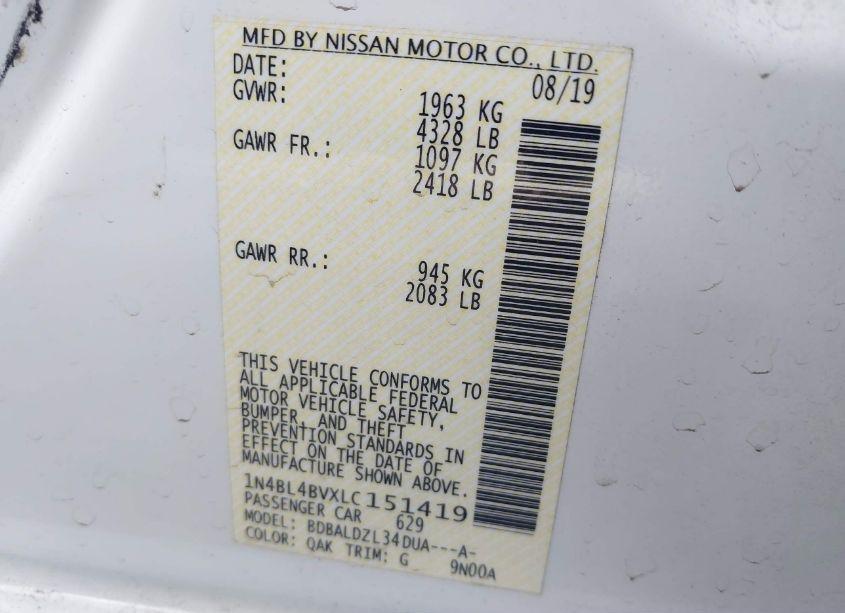 MFD BY NISSAN MOTOR CO., LTD.
DATE: 08/19
GVWR: 1963 KG
4328 LB
GAWR FR.: 1097 KG
2418 LB
GAWR RR.: 945 KG
2083 LB
THIS VEHICLE CONFORMS TO
ALL APPLICABLE FEDERAL
MOTOR VEHICLE SAFETY,
BUMPER, AND THEFT
PREVENTION STANDARDS IN
EFFECT ON THE DATE OF
MANUFACTURE SHOWN ABOVE.
1N4BL4BVXLC151419
PASSENGER CAR 629
MODEL: BDBALDZL34DUA---A-
COLOR: QAK TRIM: G 9N00A